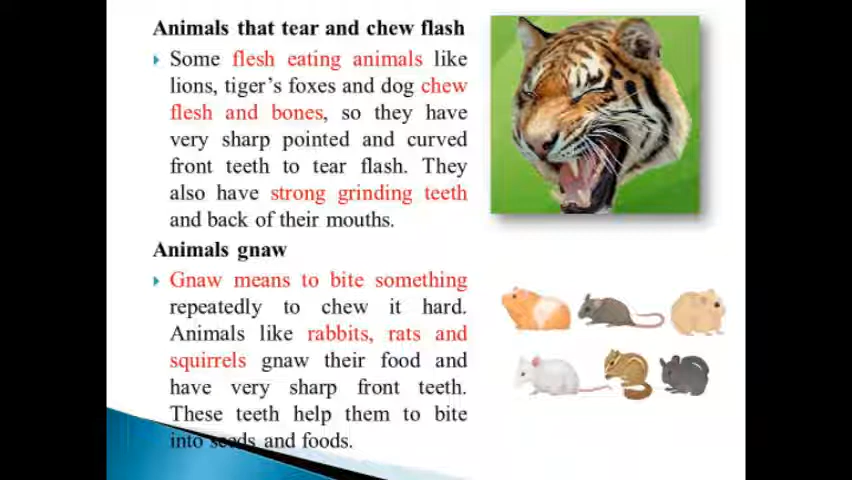 Animals that tear and chew flash
Some flesh eating animals like
lions, tiger's foxes and dog chew
flesh and bones, so they have
very sharp pointed and curved
front teeth to tear flash. They
also have strong grinding teeth
and back of their mouths.
Animals gnaw
Gnaw means to bite something
repeatedly to chew it hard.
Animals like rabbits, rats and
squirrels gnaw their food and
have very sharp front teeth.
These teeth help them to bite
into seeds and foods.